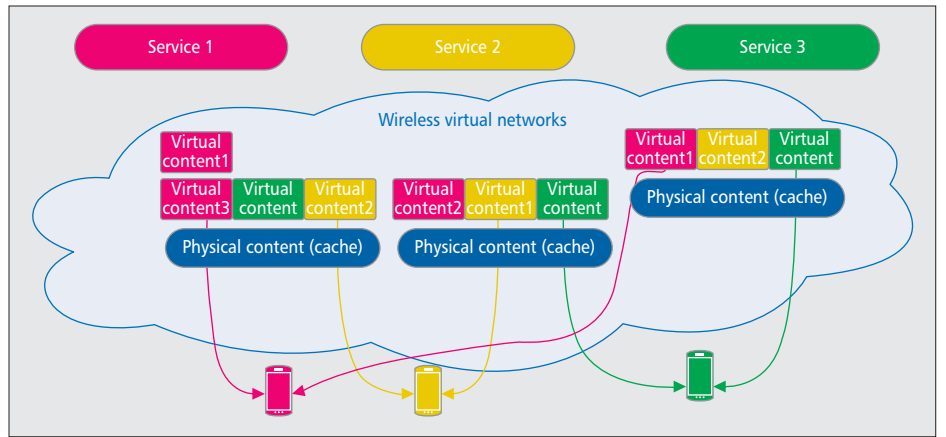 Service 1
Service 2
Service 3
Wireless virtual networks
Virtual
content1
Virtual
content3
Virtual
content
Virtual
content2
Physical content (cache)
Virtual
content2
Virtual
content1
Virtual
content
Physical content (cache)
Virtual
content1
Virtual
content2
Virtual
content
Physical content (cache)